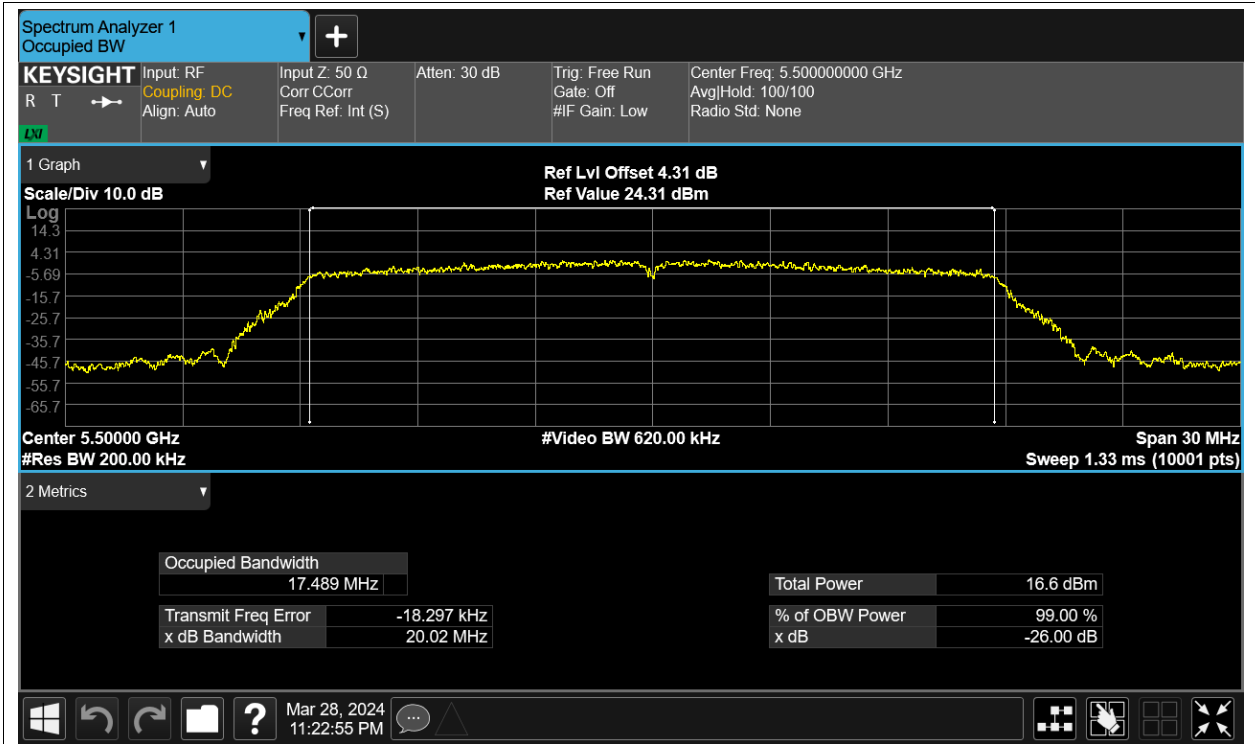 Spectrum Analyzer 1
Occupied BW
KEYSIGHT
R T
LXI
Input: RF
Coupling: DC
Align: Auto
Input Z: 50 Ω
Corr CCorr
Freq Ref: Int (S)
Atten: 30 dB
Trig: Free Run
Gate: Off
#IF Gain: Low
Center Freq: 5.500000000 GHz
Avg|Hold: 100/100
Radio Std: None
1 Graph
Scale/Div 10.0 dB
Ref Lvl Offset 4.31 dB
Ref Value 24.31 dBm
Log
14.3
4.31
-5.69
-15.7
-25.7
-35.7
-45.7
-55.7
-65.7
Center 5.50000 GHz
#Res BW 200.00 kHz
#Video BW 620.00 kHz
Span 30 MHz
Sweep 1.33 ms (10001 pts)
2 Metrics
Occupied Bandwidth
17.489 MHz
Transmit Freq Error -18.297 kHz
x dB Bandwidth 20.02 MHz
Total Power 16.6 dBm
% of OBW Power 99.00 %
x dB -26.00 dB
?
Mar 28, 2024
11:22:55 PM